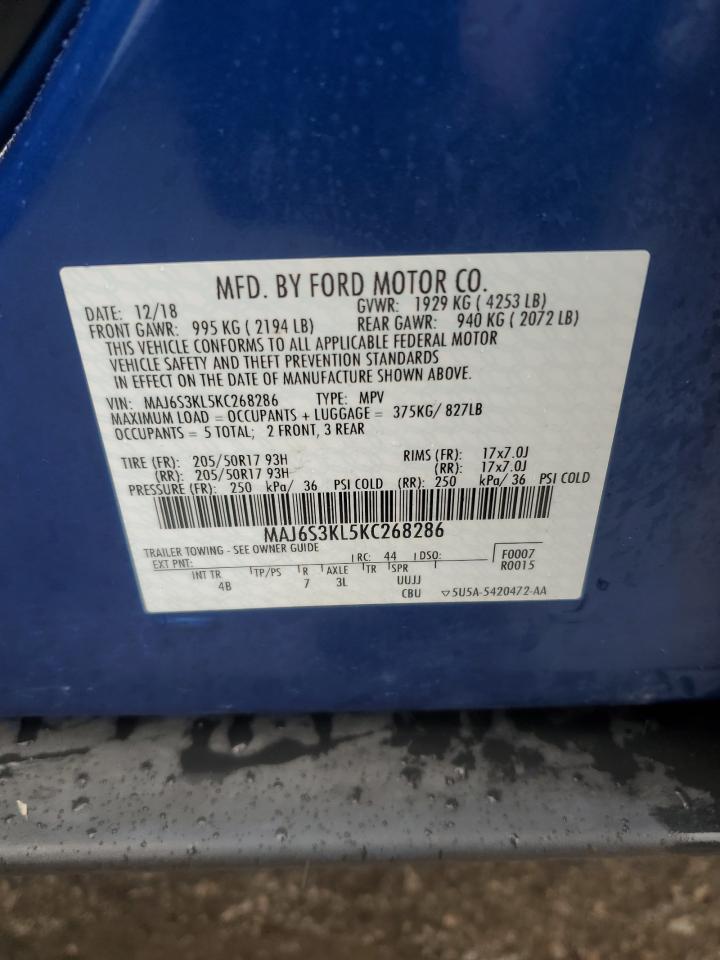 MFD. BY FORD MOTOR CO.
DATE: 12/18 GVWR: 1929 KG ( 4253 LB)
FRONT GAWR: 995 KG ( 2194 LB) REAR GAWR: 940 KG ( 2072 LB)
THIS VEHICLE CONFORMS TO ALL APPLICABLE FEDERAL MOTOR
VEHICLE SAFETY AND THEFT PREVENTION STANDARDS
IN EFFECT ON THE DATE OF MANUFACTURE SHOWN ABOVE.
VIN: MAJ6S3KL5KC268286 TYPE: MPV
MAXIMUM LOAD = OCCUPANTS + LUGGAGE = 375KG/ 827LB
OCCUPANTS = 5 TOTAL; 2 FRONT, 3 REAR
TIRE (FR): 205/50R17 93H RIMS (FR): 17x7.0J
(RR): 205/50R17 93H (RR): 17x7.0J
PRESSURE (FR): 250 kPa/ 36 PSI COLD (RR): 250 kPa/ 36 PSI COLD
MAJ6S3KL5KC268286
TRAILER TOWING - SEE OWNER GUIDE
EXT PNT: RC: 44 DSO: F0007
R0015
INT TR TP/PS R AXLE TR SPR
4B 7 3L UUJJ
CBU ▽5U5A-5420472-AA